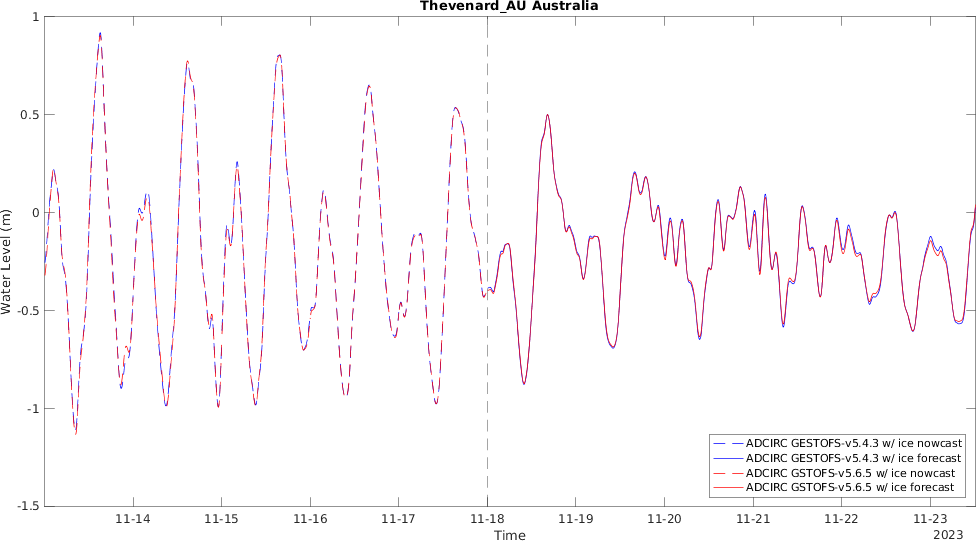 Thevenard_AU Australia
Water Level (m)
1
0.5
0
-0.5
-1
-1.5
ADCIRC GESTOFS-v5.4.3 w/ ice nowcast
ADCIRC GESTOFS-v5.4.3 w/ ice forecast
ADCIRC GSTOFS-v5.6.5 w/ ice nowcast
ADCIRC GSTOFS-v5.6.5 w/ ice forecast
11-14 11-15 11-16 11-17 11-18 11-19 11-20 11-21 11-22 11-23
Time
2023